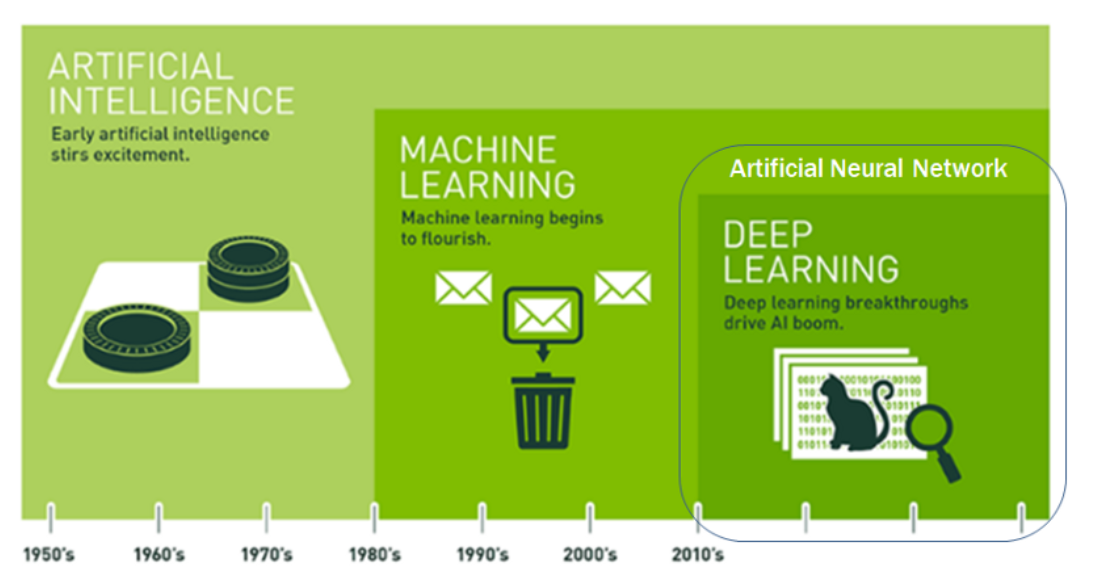 ARTIFICIAL
INTELLIGENCE
Early artificial intelligence
stirs excitement.
MACHINE
LEARNING
Machine learning begins
to flourish.
Artificial Neural Network
DEEP
LEARNING
Deep learning breakthroughs
drive AI boom.
1950's
1960's
1970's
1980's
1990's
2000's
2010's